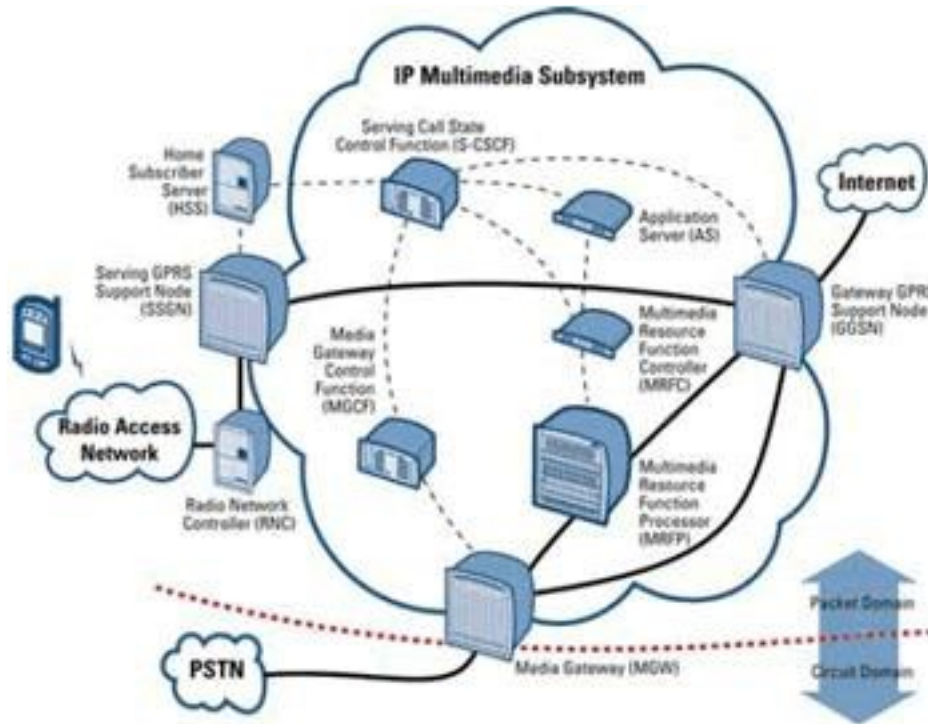 IP Multimedia Subsystem
Serving Call State
Control Function (S-CSCF)
Home
Subscriber
Server
(HSS)
Internet
Application
Server (AS)
Serving GPRS
Support Node
(SSGN)
Gateway GPRS
Support Node
(GGSN)
Media
Gateway
Control
Function
(MGCF)
Multimedia
Resource
Function
Controller
(MRFC)
Radio Access
Network
Radio Network
Controller (RNC)
Multimedia
Resource
Function
Processor
(MRFP)
Packet Domain
PSTN
Media Gateway (MGW)
Circuit Domain